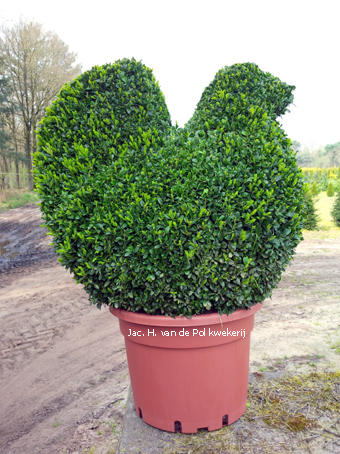 Jac. H. van de Pol kwekerij